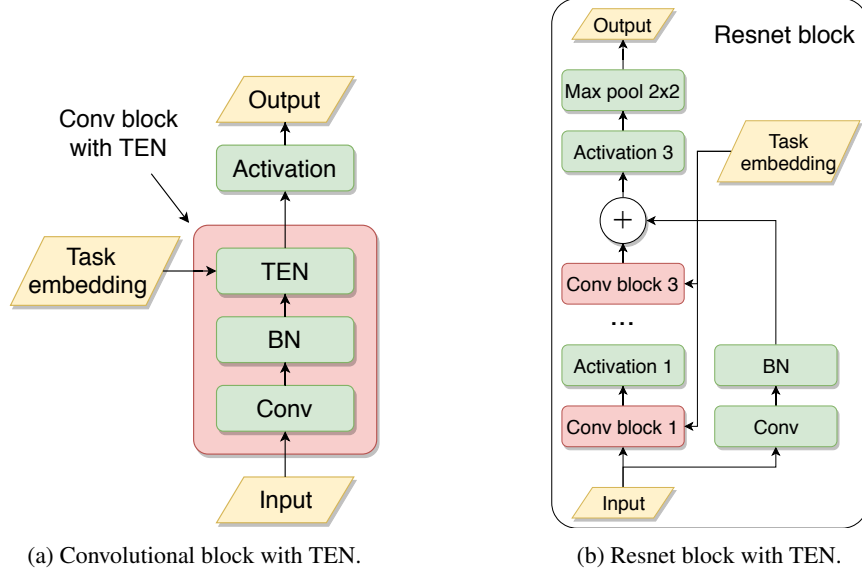 Output
Conv block
with TEN
Activation
Task
embedding
TEN
BN
Conv
Input
(a) Convolutional block with TEN.
Output
Resnet block
Max pool 2x2
Activation 3
Task
embedding
+
Conv block 3
...
Activation 1
BN
Conv block 1
Conv
Input
(b) Resnet block with TEN.